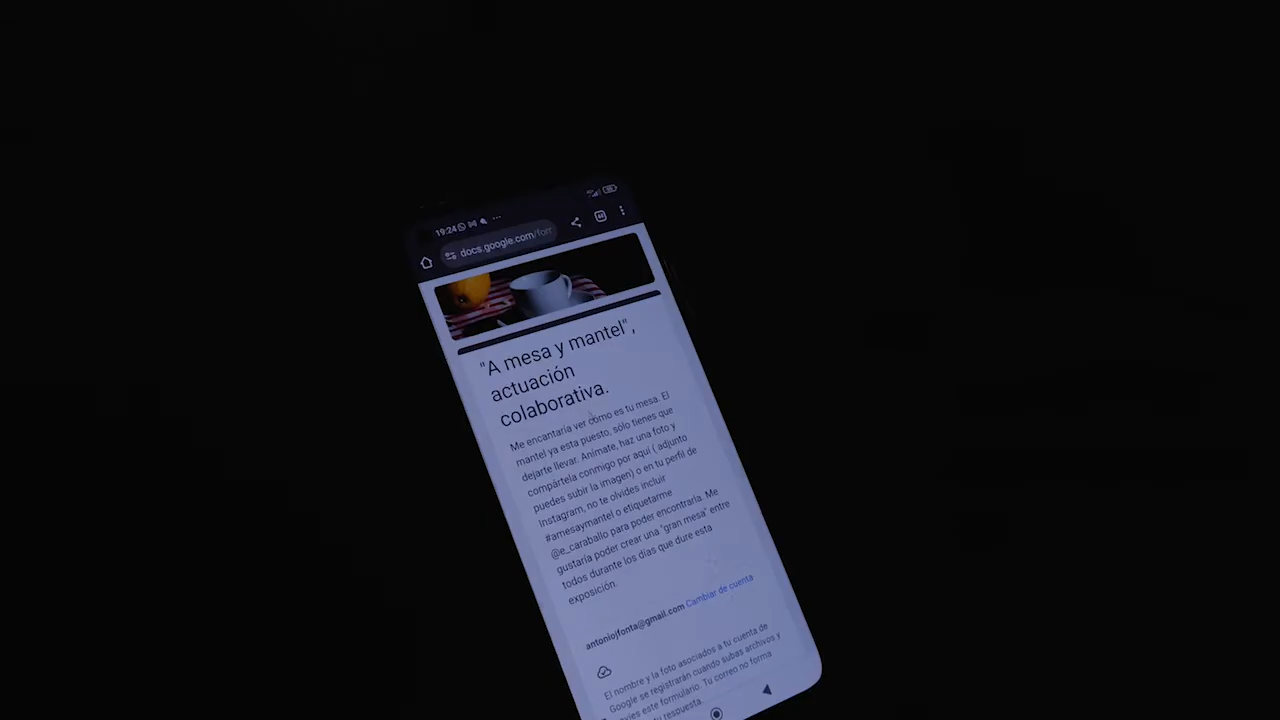 19:24
docs.google.com/for
"A mesa y mantel",
actuación
colaborativa.
Me encantaría ver cómo es tu mesa. El
mantel ya esta puesto, sólo tienes que
dejarte llevar. Anímate, haz una foto y
compártela conmigo por aquí ( adjunto
puedes subir la imagen) o en tu perfil de
Instagram, no te olvides incluir
#amesaymantel o etiquetarme
@e_caraballo para poder encontrarla. Me
gustaría poder crear una "gran mesa" entre
todos durante los días que dure esta
exposición.
antoniojfonta@gmail.com Cambiar de cuenta
El nombre y la foto asociados a tu cuenta de
Google se registrarán cuando subas archivos y
envíes este formulario. Tu correo no forma
tu respuesta.